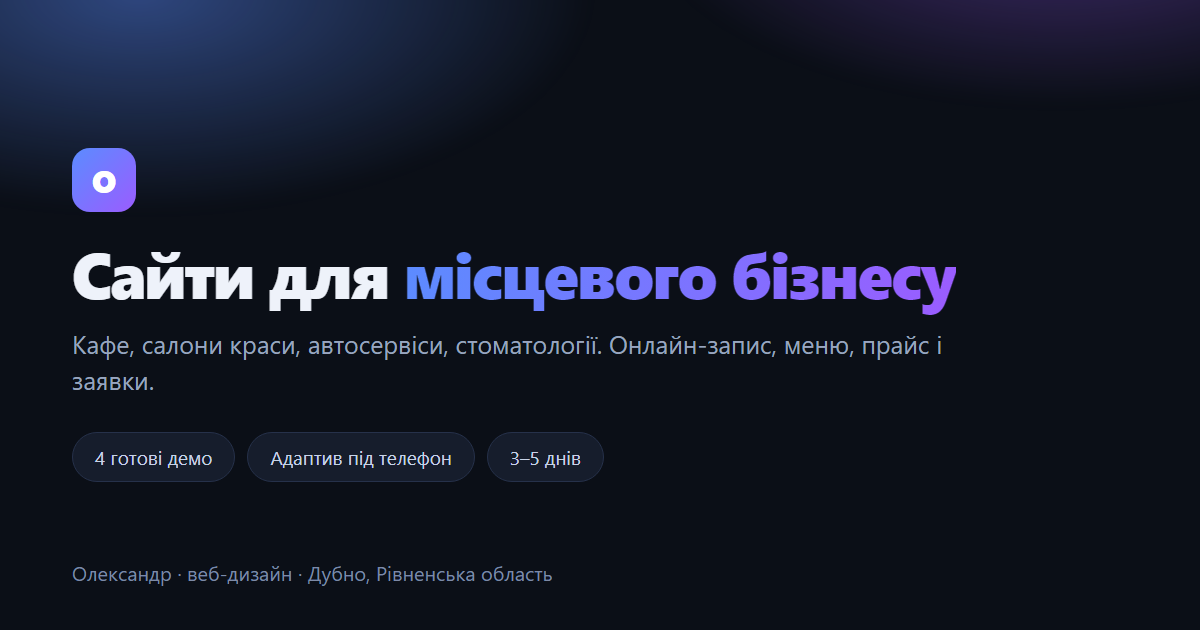 о
Сайти для місцевого бізнесу
Кафе, салони краси, автосервіси, стоматології. Онлайн-запис, меню, прайс і
заявки.
4 готові демо
Адаптив під телефон
3–5 днів
Олександр · веб-дизайн · Дубно, Рівненська область